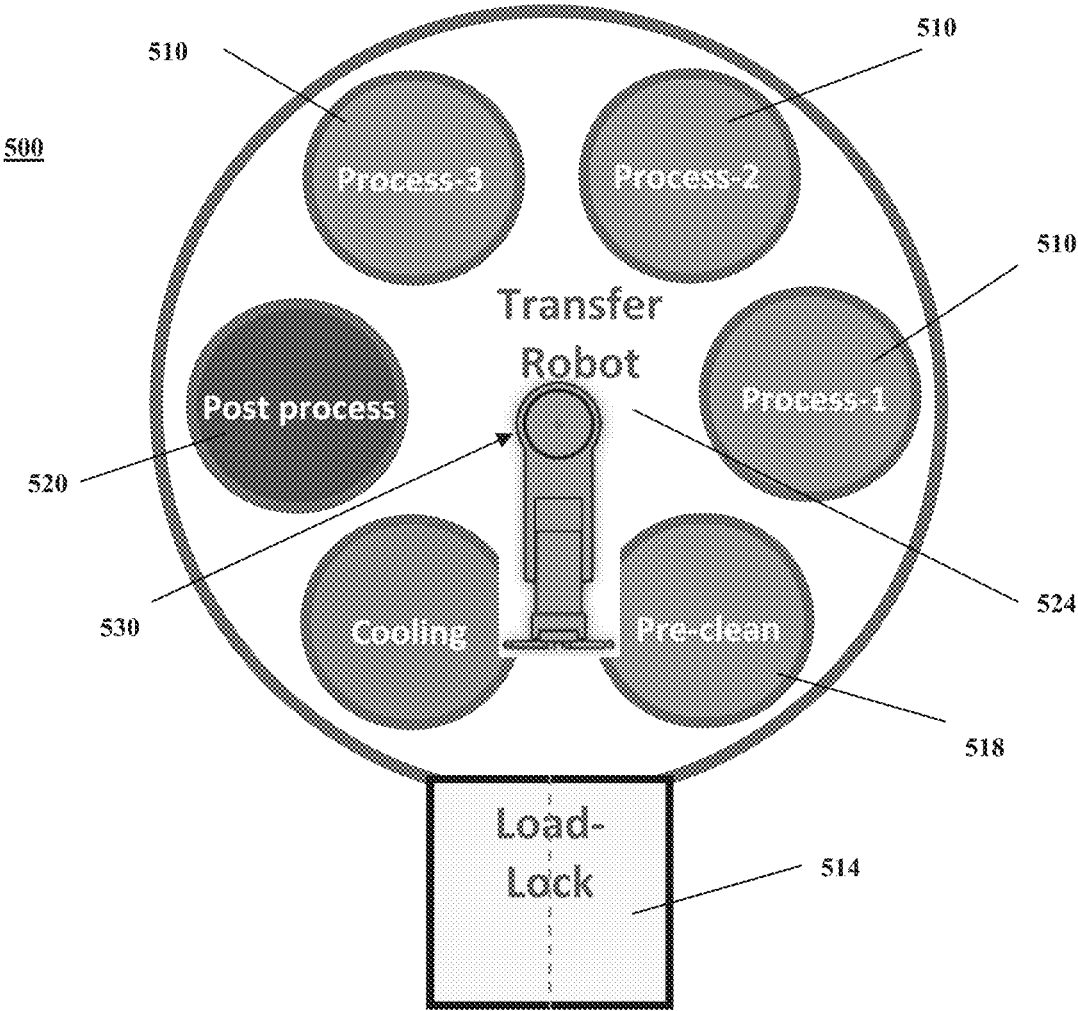 510
510
500
Process-3
Process-2
510
Transfer
Robot
Post process
Process-1
520
524
530
Cooling
Pre-clean
518
Load-
Lock
514